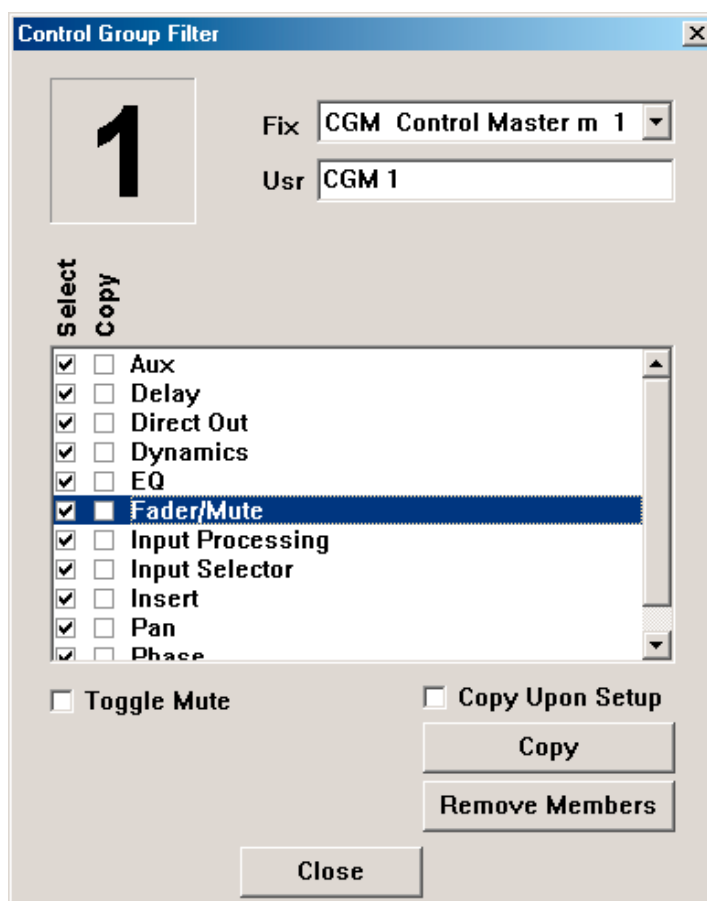 Control Group Filter
1
Fix CGM Control Master m 1
Usr CGM 1
Select
Copy
Aux
Delay
Direct Out
Dynamics
EQ
Fader/Mute
Input Processing
Input Selector
Insert
Pan
Phase
Toggle Mute
Copy Upon Setup
Copy
Remove Members
Close